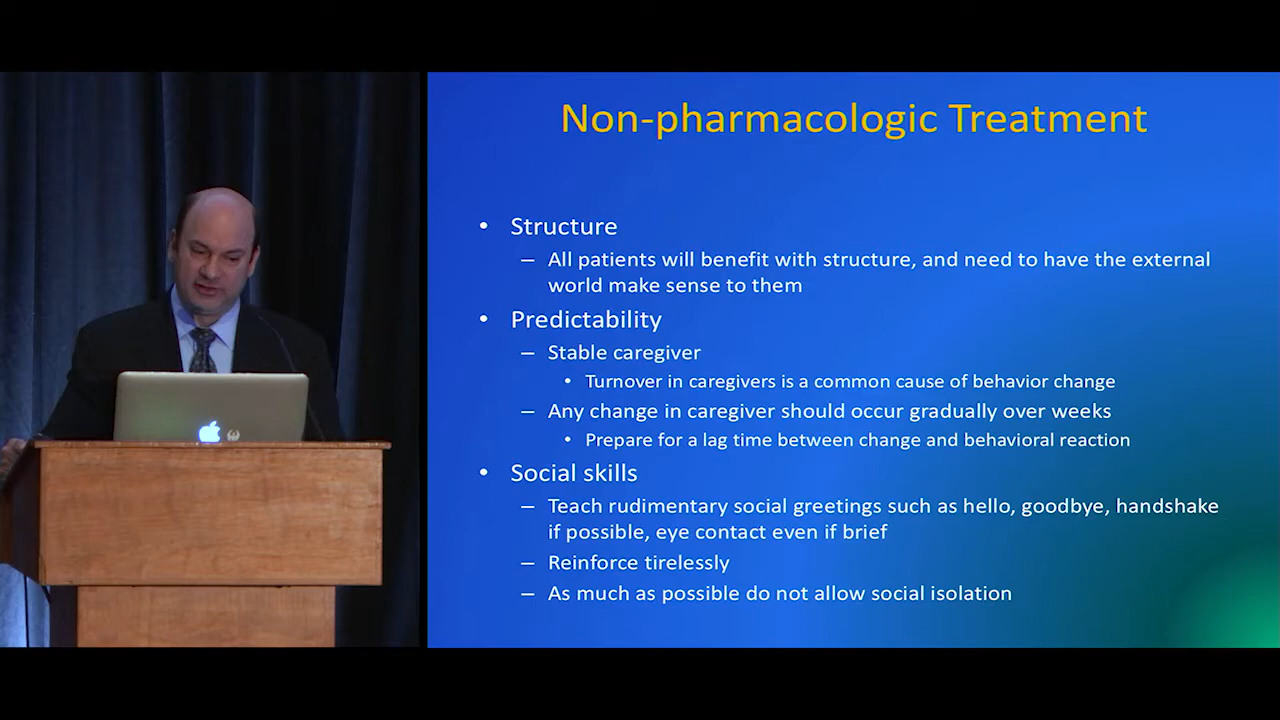 Non-pharmacologic Treatment
• Structure
– All patients will benefit with structure, and need to have the external
world make sense to them
• Predictability
– Stable caregiver
• Turnover in caregivers is a common cause of behavior change
– Any change in caregiver should occur gradually over weeks
• Prepare for a lag time between change and behavioral reaction
• Social skills
– Teach rudimentary social greetings such as hello, goodbye, handshake
if possible, eye contact even if brief
– Reinforce tirelessly
– As much as possible do not allow social isolation